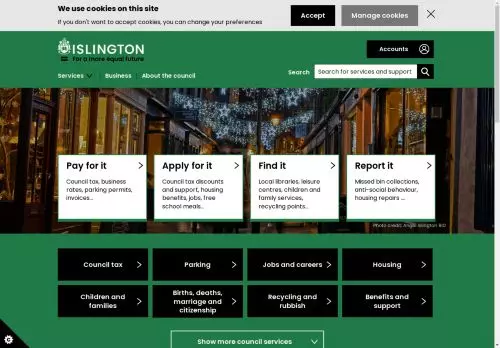 We use cookies on this site
If you don't want to accept cookies, you can change your preferences
Accept
Manage cookies
ISLINGTON
For a more equal future
Accounts
Services
Business
About the council
Search
Search for services and support
Pay for it
Council tax, business
rates, parking permits,
invoices...
Apply for it
Council tax discounts
and support, housing
benefits, jobs, free
school meals...
Find it
Local libraries, leisure
centres, children and
family services,
recycling points...
Report it
Missed bin collections,
anti-social behaviour,
housing repairs ...
Photo credit: Angel Islington BID
Council tax
Parking
Jobs and careers
Housing
Children and
families
Births, deaths,
marriage and
citizenship
Recycling and
rubbish
Benefits and
support
Show more council services